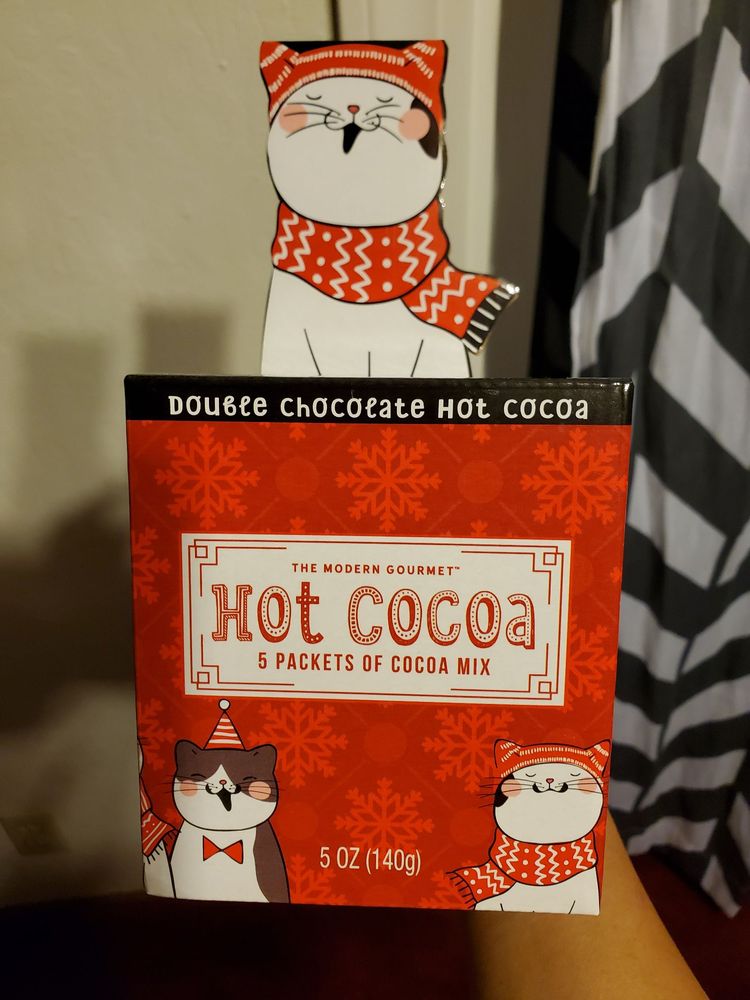 Double Chocolate Hot Cocoa
THE MODERN GOURMET™
Hot Cocoa
5 PACKETS OF COCOA MIX
5 OZ (140g)